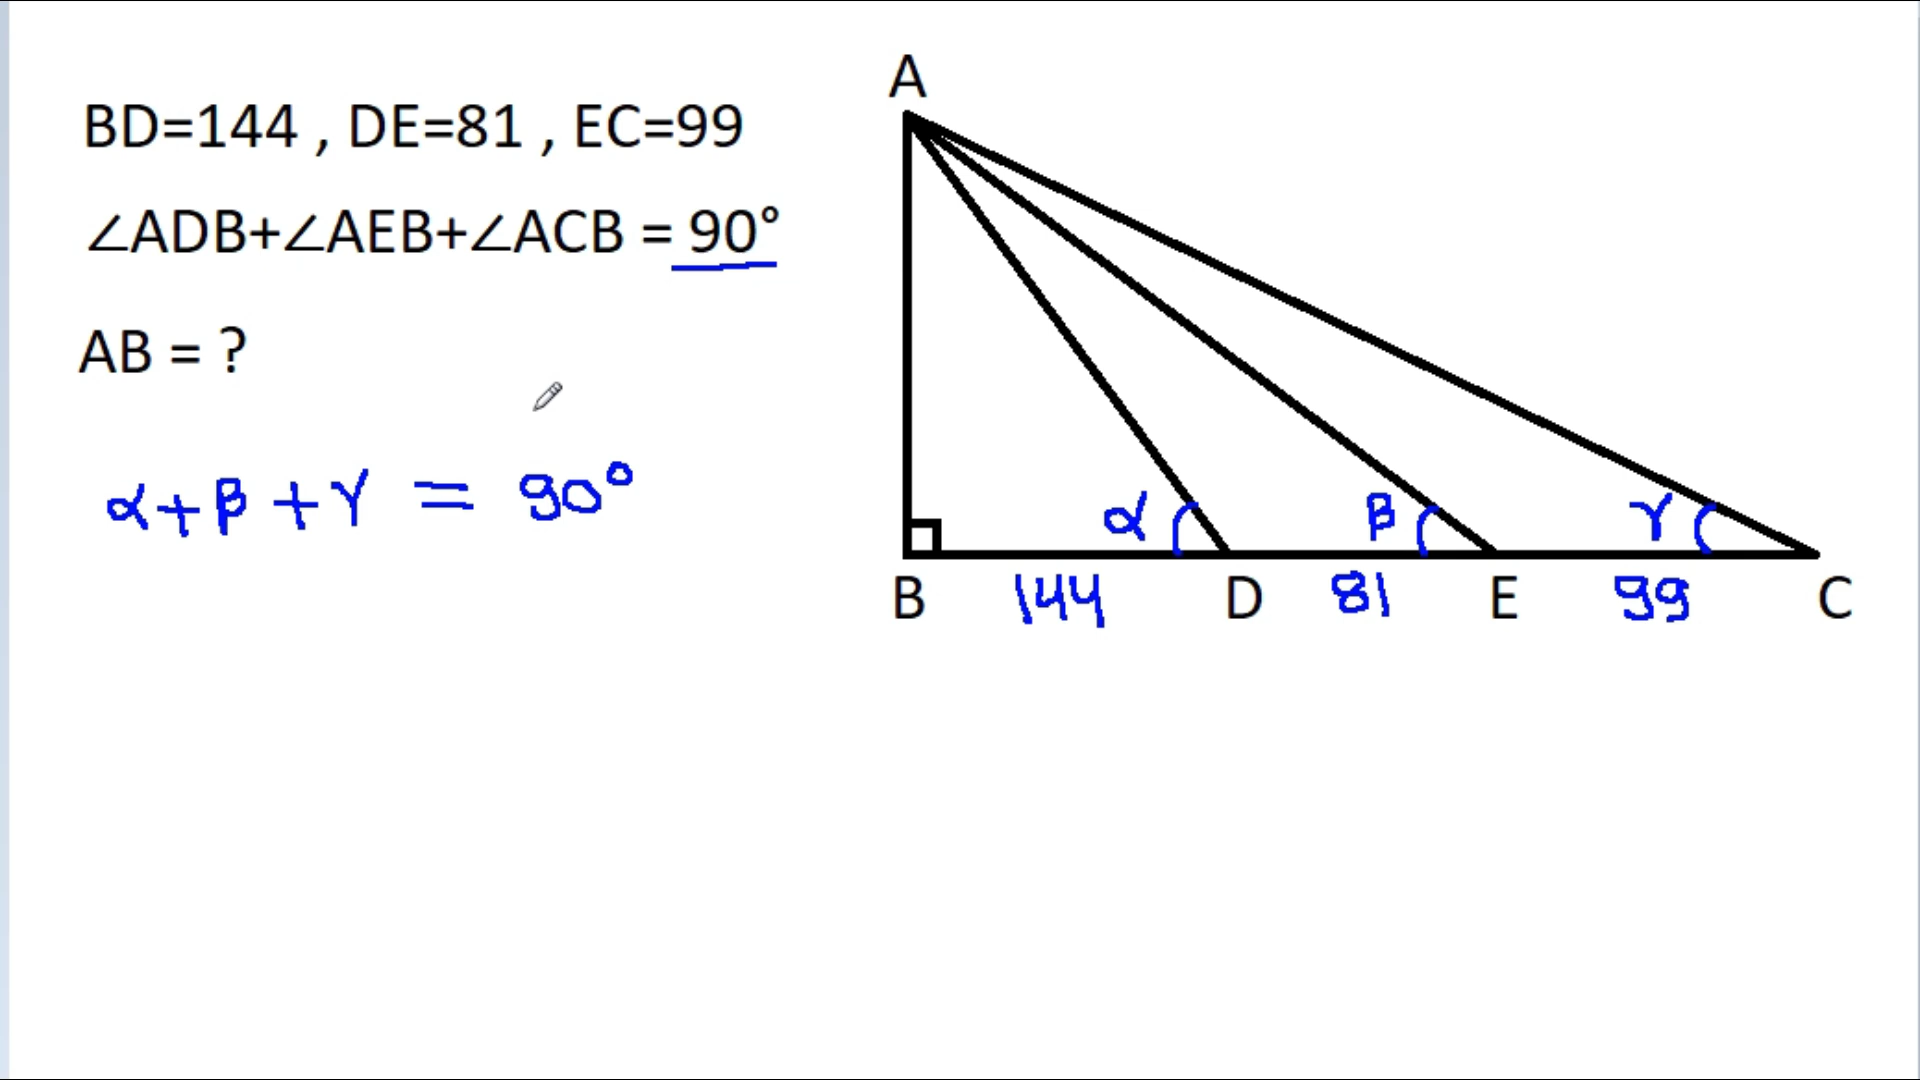 BD=144 , DE=81 , EC=99
∠ADB+∠AEB+∠ACB = 90°
AB = ?
α+β+γ = 90°
A
α β γ
B 144 D 81 E 99 C